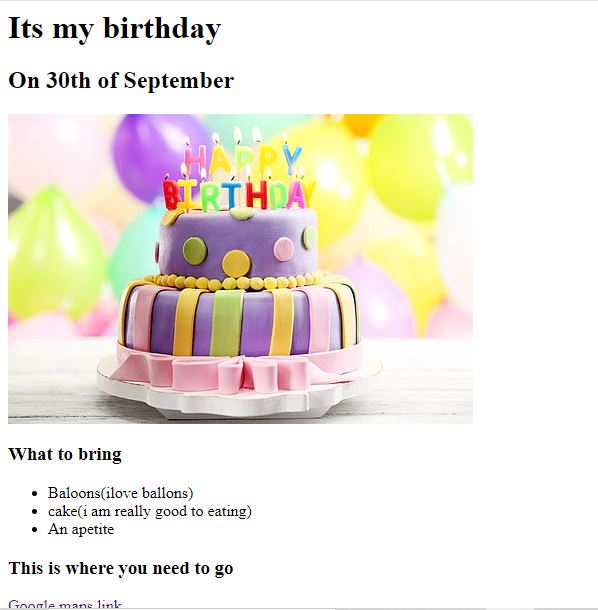 Its my birthday
On 30th of September
HAPPY
BIRTHDAY
What to bring
Baloons(ilove ballons)
cake(i am really good to eating)
An apetite
This is where you need to go
Google maps link